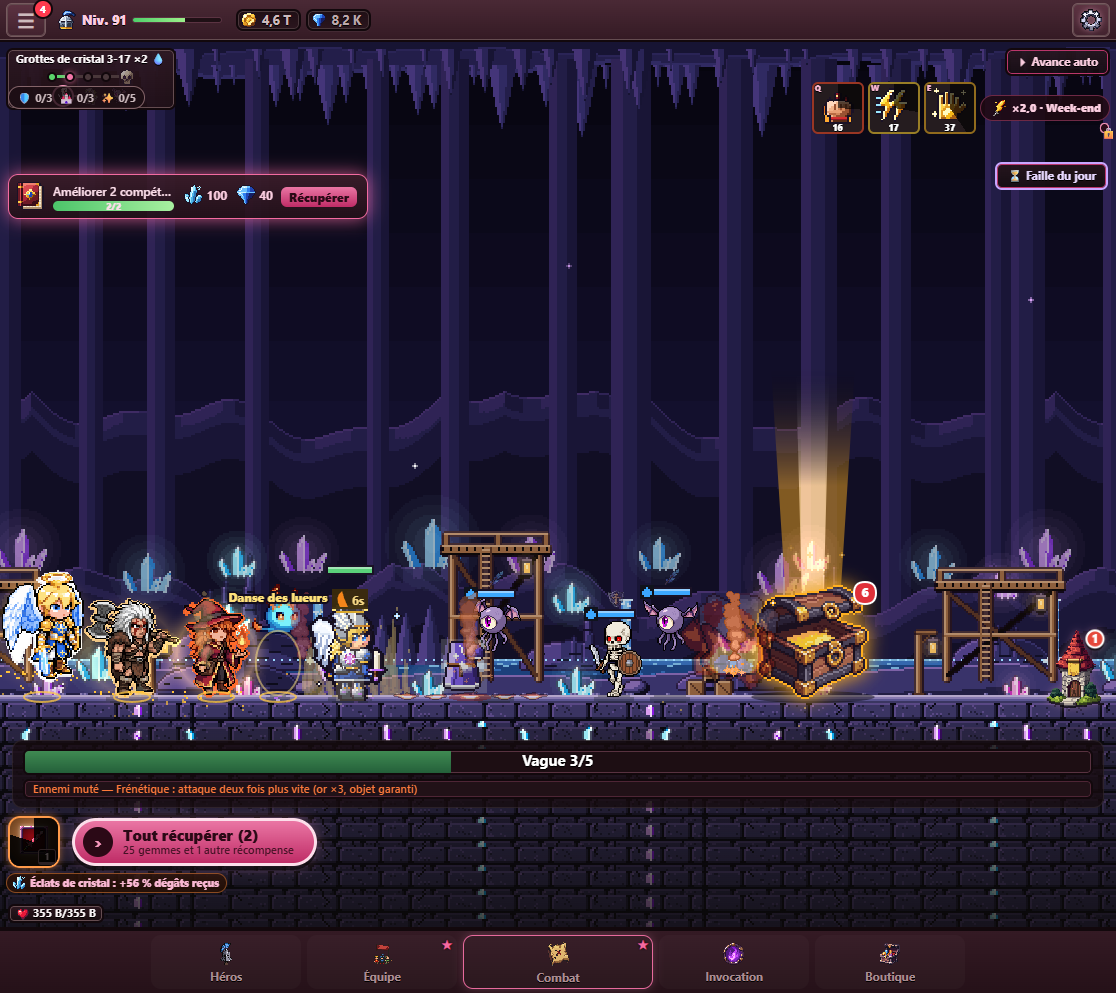 4
Niv. 91
4,6 T
8,2 K
Grottes de cristal 3-17 ×2
0/3
0/3
0/5
Avance auto
Q
16
W
17
E
37
×2,0 - Week-end
Faille du jour
Améliorer 2 compét...
2/2
100
40
Récupérer
Danse des lueurs
6s
6
1
Vague 3/5
Ennemi muté — Frénétique : attaque deux fois plus vite (or ×3, objet garanti)
1
Tout récupérer (2)
25 gemmes et 1 autre récompense
Éclats de cristal : +56 % dégâts reçus
355 B/355 B
Héros
Équipe
Combat
Invocation
Boutique